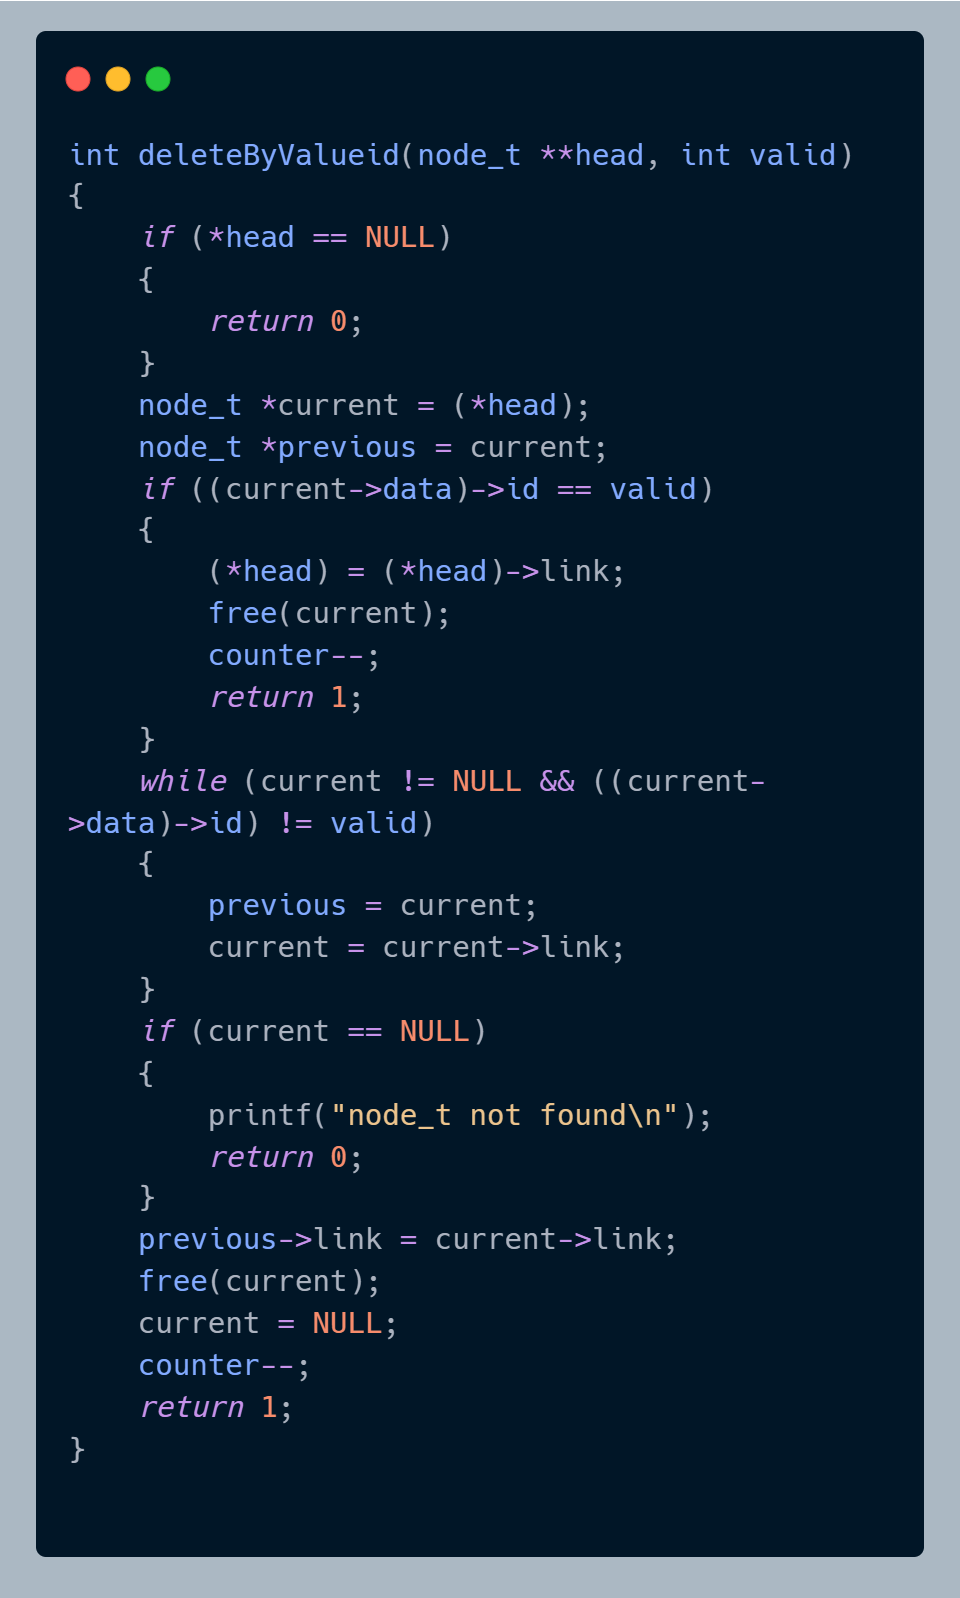 int deleteByValueid(node_t **head, int valid)
{
    if (*head == NULL)
    {
        return 0;
    }
    node_t *current = (*head);
    node_t *previous = current;
    if ((current->data)->id == valid)
    {
        (*head) = (*head)->link;
        free(current);
        counter--;
        return 1;
    }
    while (current != NULL && ((current-
>data)->id) != valid)
    {
        previous = current;
        current = current->link;
    }
    if (current == NULL)
    {
        printf("node_t not found\n");
        return 0;
    }
    previous->link = current->link;
    free(current);
    current = NULL;
    counter--;
    return 1;
}